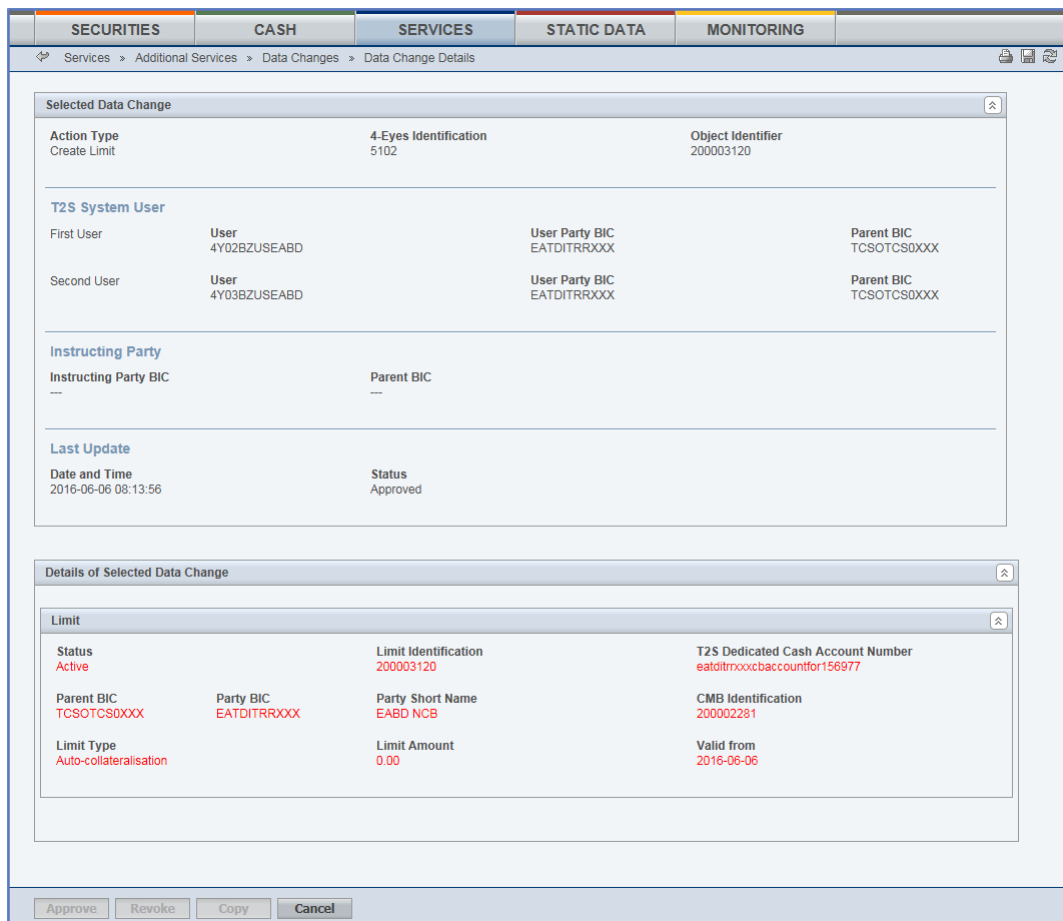 SECURITIES CASH SERVICES STATIC DATA MONITORING
Services » Additional Services » Data Changes » Data Change Details
Selected Data Change
Action Type 4-Eyes Identification Object Identifier
Create Limit 5102 200003120
T2S System User
First User User User Party BIC Parent BIC
4Y02BZUSEABD EATDITRRXXX TCSOTCS0XXX
Second User User User Party BIC Parent BIC
4Y03BZUSEABD EATDITRRXXX TCSOTCS0XXX
Instructing Party
Instructing Party BIC Parent BIC
--- ---
Last Update
Date and Time Status
2016-06-06 08:13:56 Approved
Details of Selected Data Change
Limit
Status Limit Identification T2S Dedicated Cash Account Number
Active 200003120 eatditrrxxxcbaccountfor156977
Parent BIC Party BIC Party Short Name CMB Identification
TCSOTCS0XXX EATDITRRXXX EABD NCB 200002281
Limit Type Limit Amount Valid from
Auto-collateralisation 0.00 2016-06-06
Approve Revoke Copy Cancel